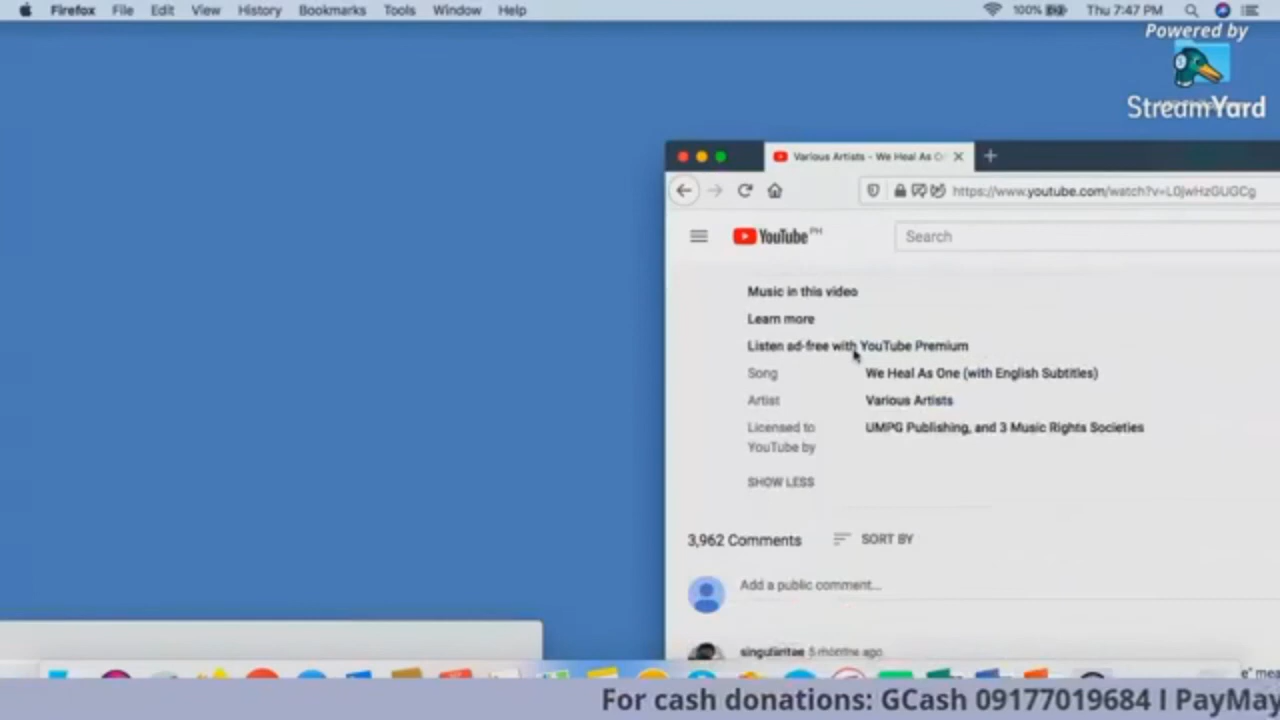 Firefox File Edit View History Bookmarks Tools Window Help 100% Thu 7:47 PM
Powered by
StreamYard
Various Artists - We Heal As O
https://www.youtube.com/watch?v=L0jwHzGUGCg
YouTube PH
Search
Music in this video
Learn more
Listen ad-free with YouTube Premium
Song We Heal As One (with English Subtitles)
Artist Various Artists
Licensed to UMPG Publishing, and 3 Music Rights Societies
YouTube by
SHOW LESS
3,962 Comments SORT BY
Add a public comment...
5 months ago
For cash donations: GCash 09177019684 I PayMay